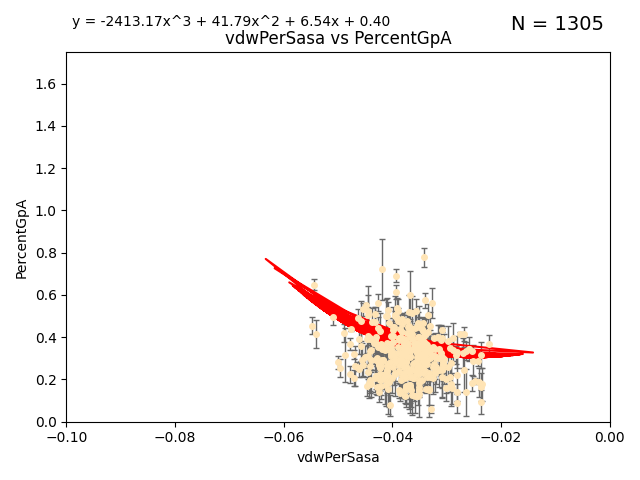 y = -2413.17x^3 + 41.79x^2 + 6.54x + 0.40
N = 1305
vdwPerSasa vs PercentGpA
PercentGpA
1.6
1.4
1.2
1.0
0.8
0.6
0.4
0.2
0.0
−0.10 −0.08 −0.06 −0.04 −0.02 0.00
vdwPerSasa